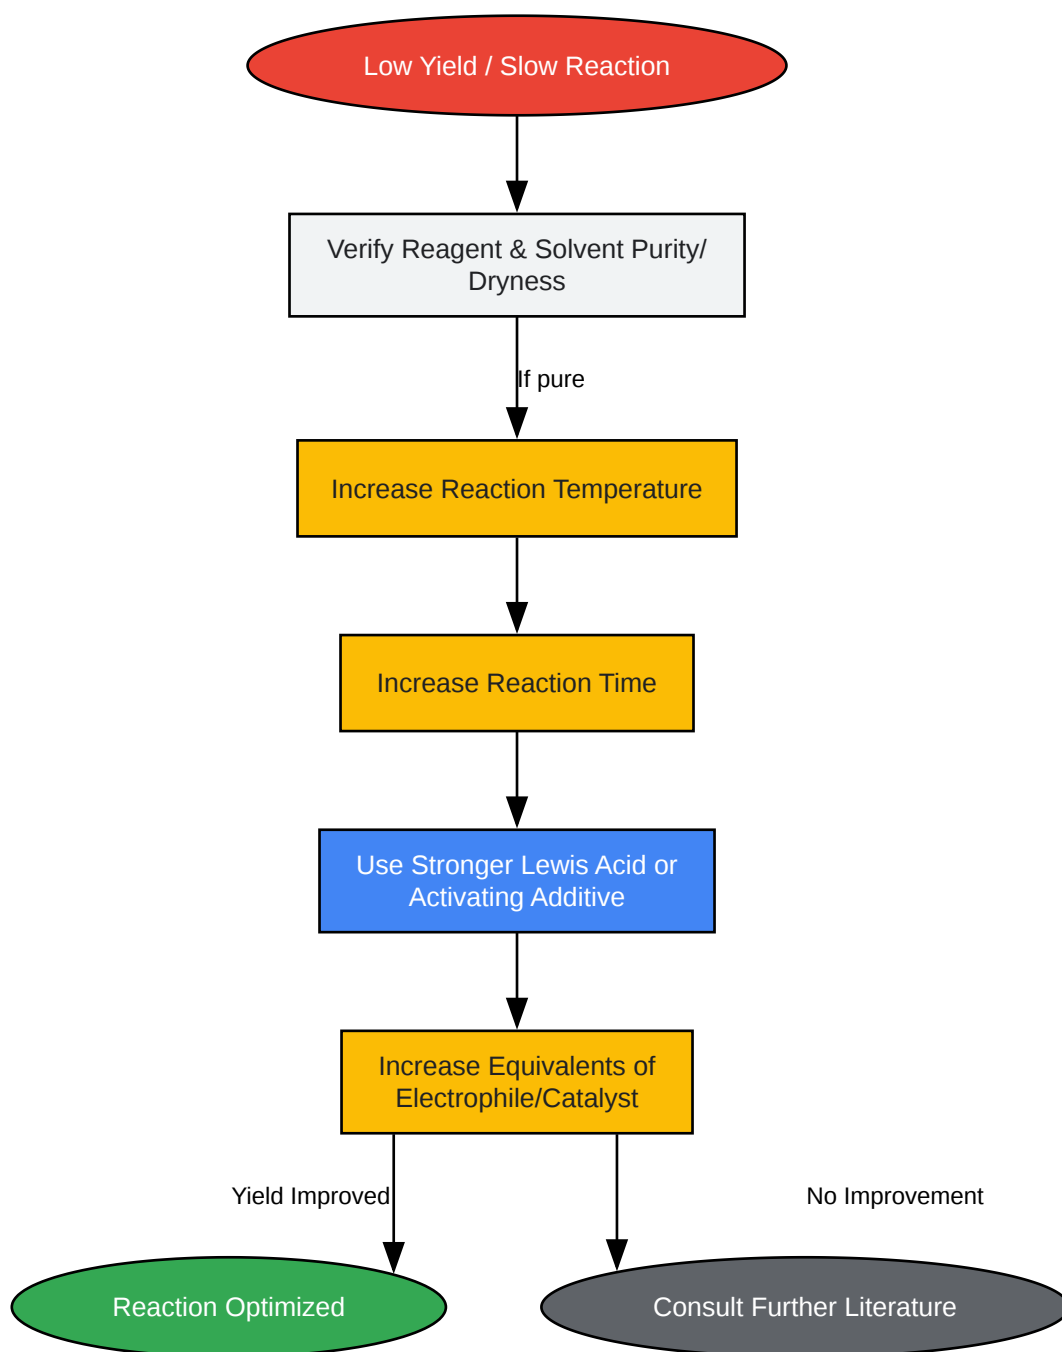 Low Yield / Slow Reaction
Verify Reagent & Solvent Purity/
Dryness
If pure
Increase Reaction Temperature
Increase Reaction Time
Use Stronger Lewis Acid or
Activating Additive
Increase Equivalents of
Electrophile/Catalyst
Yield Improved
No Improvement
Reaction Optimized
Consult Further Literature